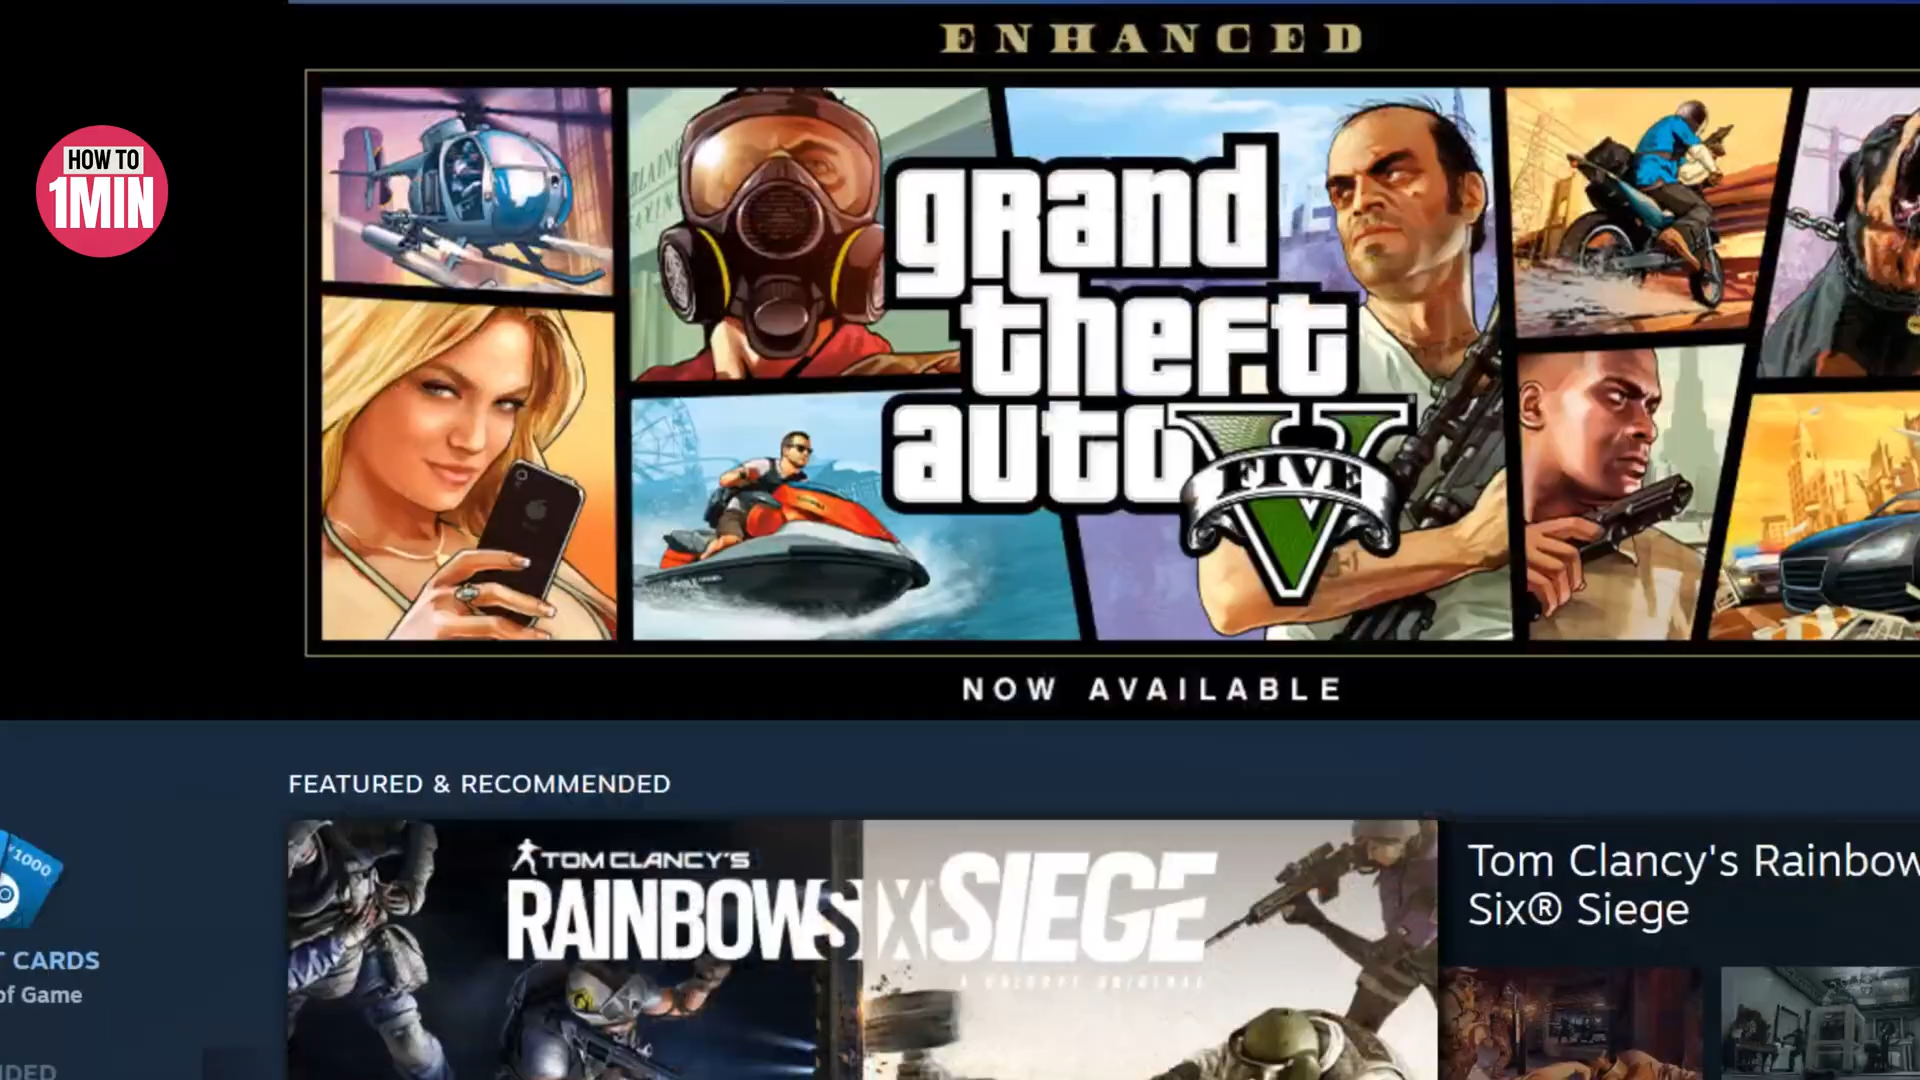 ENHANCED
HOW TO
1MIN
grand
theft
auto V
FIVE
NOW AVAILABLE
FEATURED & RECOMMENDED
TOM CLANCY'S
RAINBOW SIX SIEGE
Tom Clancy's Rainbow
Six® Siege
1000
CARDS
of Game